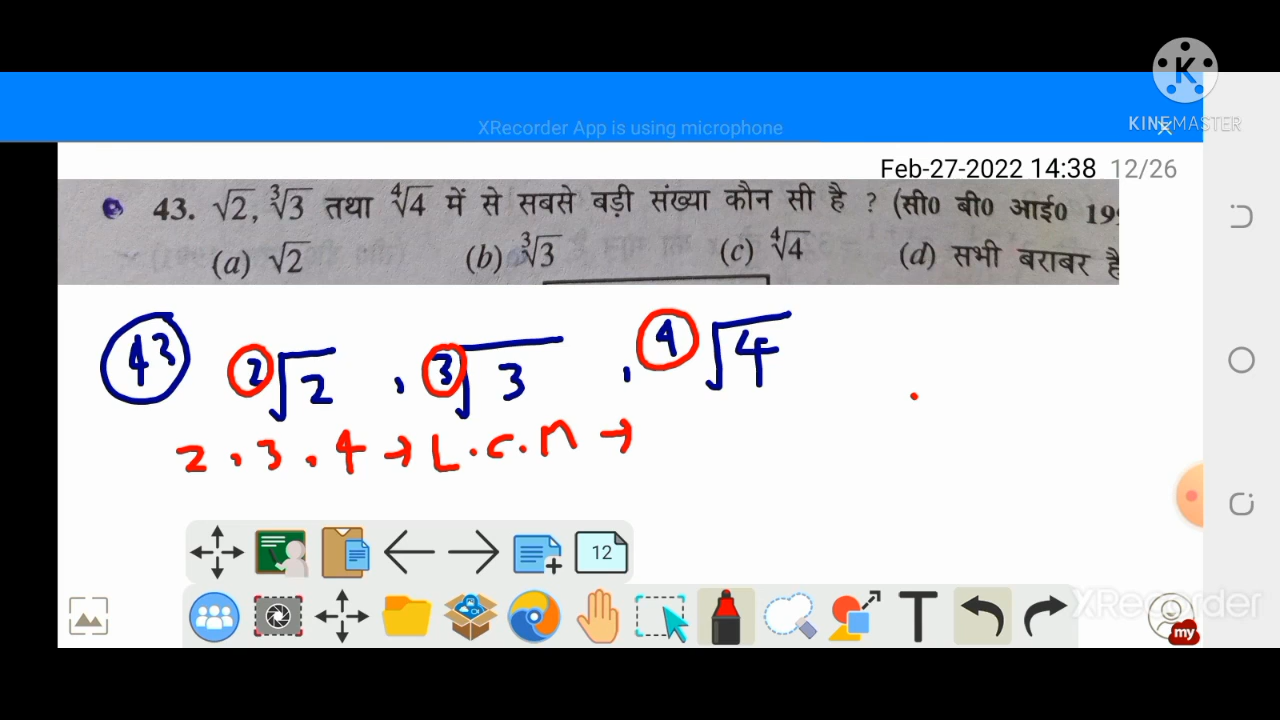 K
KINEMASTER
XRecorder App is using microphone
Feb-27-2022 14:38 12/26
43. √2, ∛3 तथा ∜4 में से सबसे बड़ी संख्या कौन सी है ? (सी0 बी0 आई0 19
(a) √2 (b) ∛3 (c) ∜4 (d) सभी बराबर है
43 2√2 , 3√3 , 4√4
2 . 3 . 4 → L.C.M →
12
T
XRecorder
my